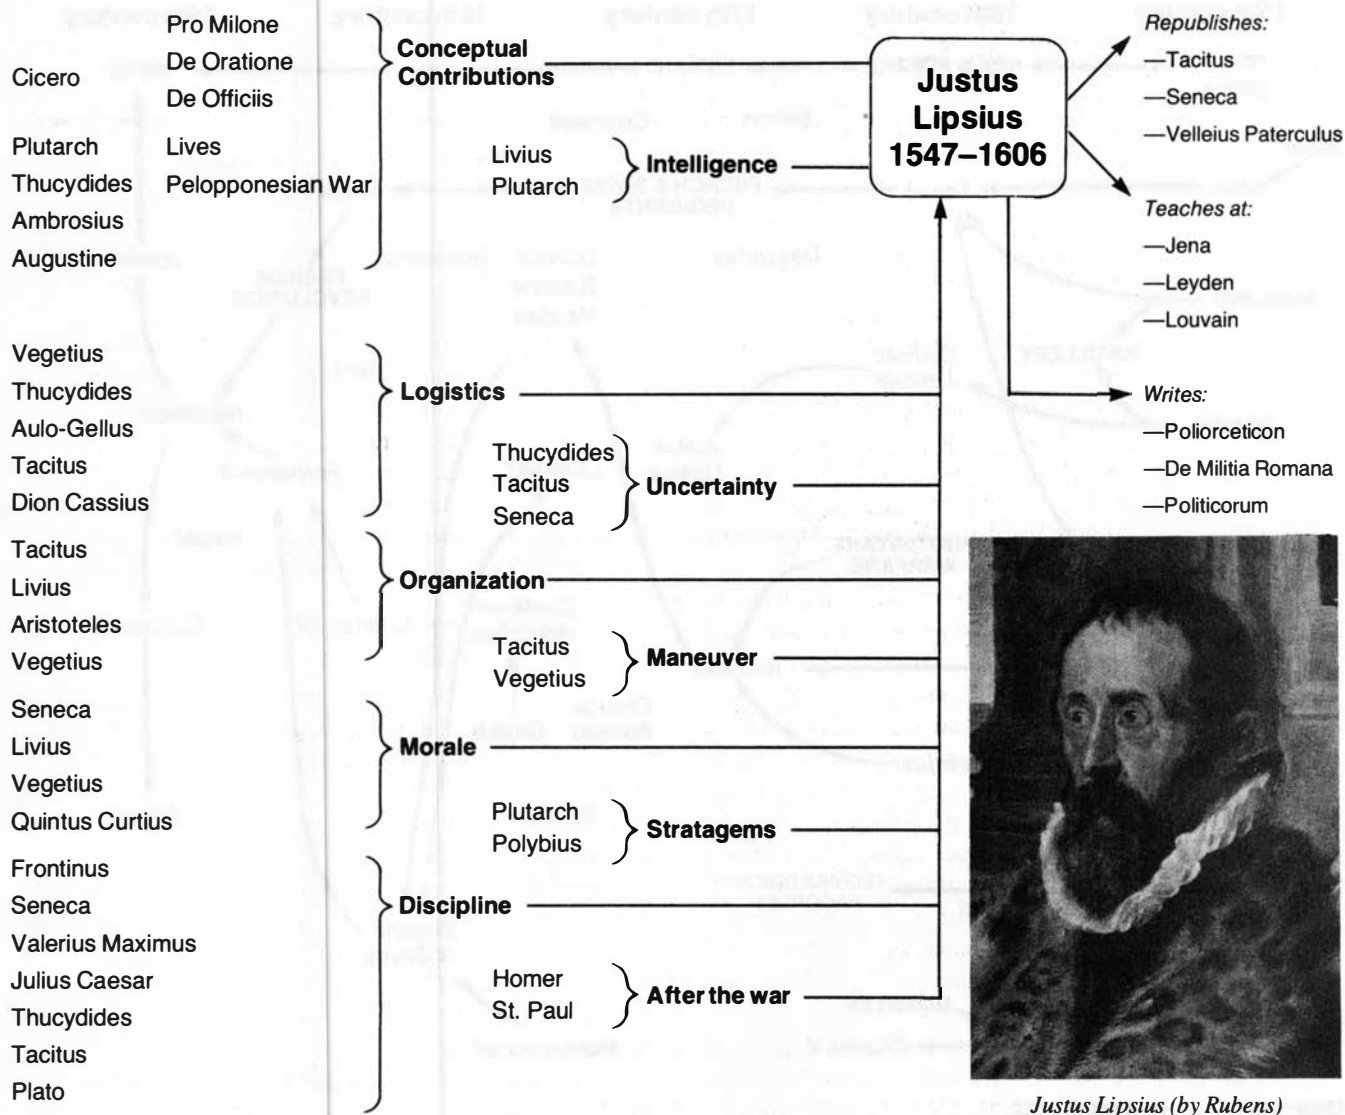 Cicero
Pro Milone
De Oratione
De Officiis
Plutarch Lives
Thucydides Peloponesian War
Ambrosius
Augustine
Conceptual
Contributions
Livius
Plutarch
Intelligence
Justus
Lipsius
1547–1606
Republishes:
—Tacitus
—Seneca
—Velleius Paterculus
Teaches at:
—Jena
—Leyden
—Louvain
Writes:
—Poliorceticon
—De Militia Romana
—Politicorum
Vegetius
Thucydides
Aulo-Gellus
Tacitus
Dion Cassius
Logistics
Thucydides
Tacitus
Seneca
Uncertainty
Tacitus
Livius
Aristoteles
Vegetius
Organization
Tacitus
Vegetius
Maneuver
Seneca
Livius
Vegetius
Quintus Curtius
Morale
Plutarch
Polybius
Stratagems
Frontinus
Seneca
Valerius Maximus
Julius Caesar
Thucydides
Tacitus
Plato
Discipline
Homer
St. Paul
After the war
Justus Lipsius (by Rubens)